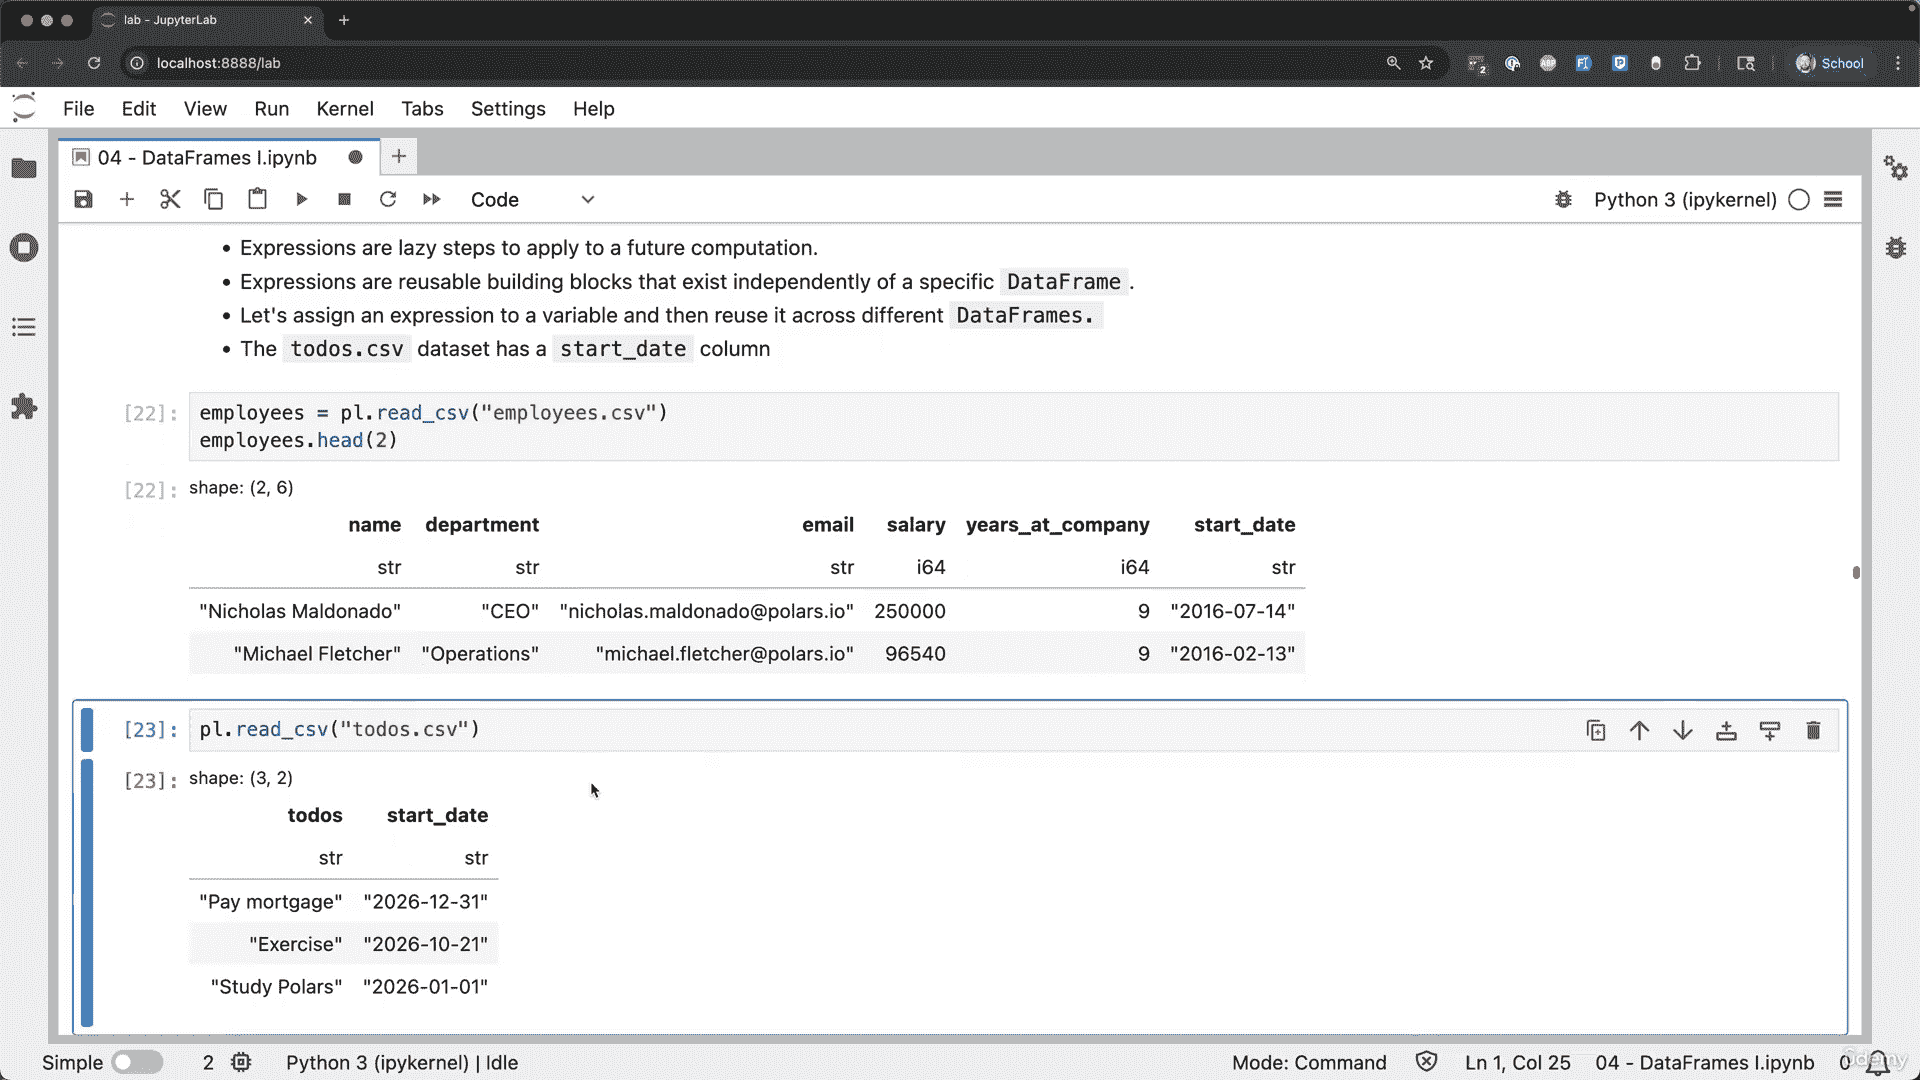 lab - JupyterLab
localhost:8888/lab
2
ABP
School
File Edit View Run Kernel Tabs Settings Help
04 - DataFrames I.ipynb
Code
Python 3 (ipykernel)
• Expressions are lazy steps to apply to a future computation.
• Expressions are reusable building blocks that exist independently of a specific DataFrame .
• Let's assign an expression to a variable and then reuse it across different DataFrames.
• The todos.csv dataset has a start_date column
[22]: employees = pl.read_csv("employees.csv")
employees.head(2)
[22]: shape: (2, 6)
name department email salary years_at_company start_date
str str str i64 i64 str
"Nicholas Maldonado" "CEO" "nicholas.maldonado@polars.io" 250000 9 "2016-07-14"
"Michael Fletcher" "Operations" "michael.fletcher@polars.io" 96540 9 "2016-02-13"
[23]: pl.read_csv("todos.csv")
[23]: shape: (3, 2)
todos start_date
str str
"Pay mortgage" "2026-12-31"
"Exercise" "2026-10-21"
"Study Polars" "2026-01-01"
Simple 2 Python 3 (ipykernel) | Idle Mode: Command Ln 1, Col 25 04 - DataFrames I.ipynb 0
Udemy